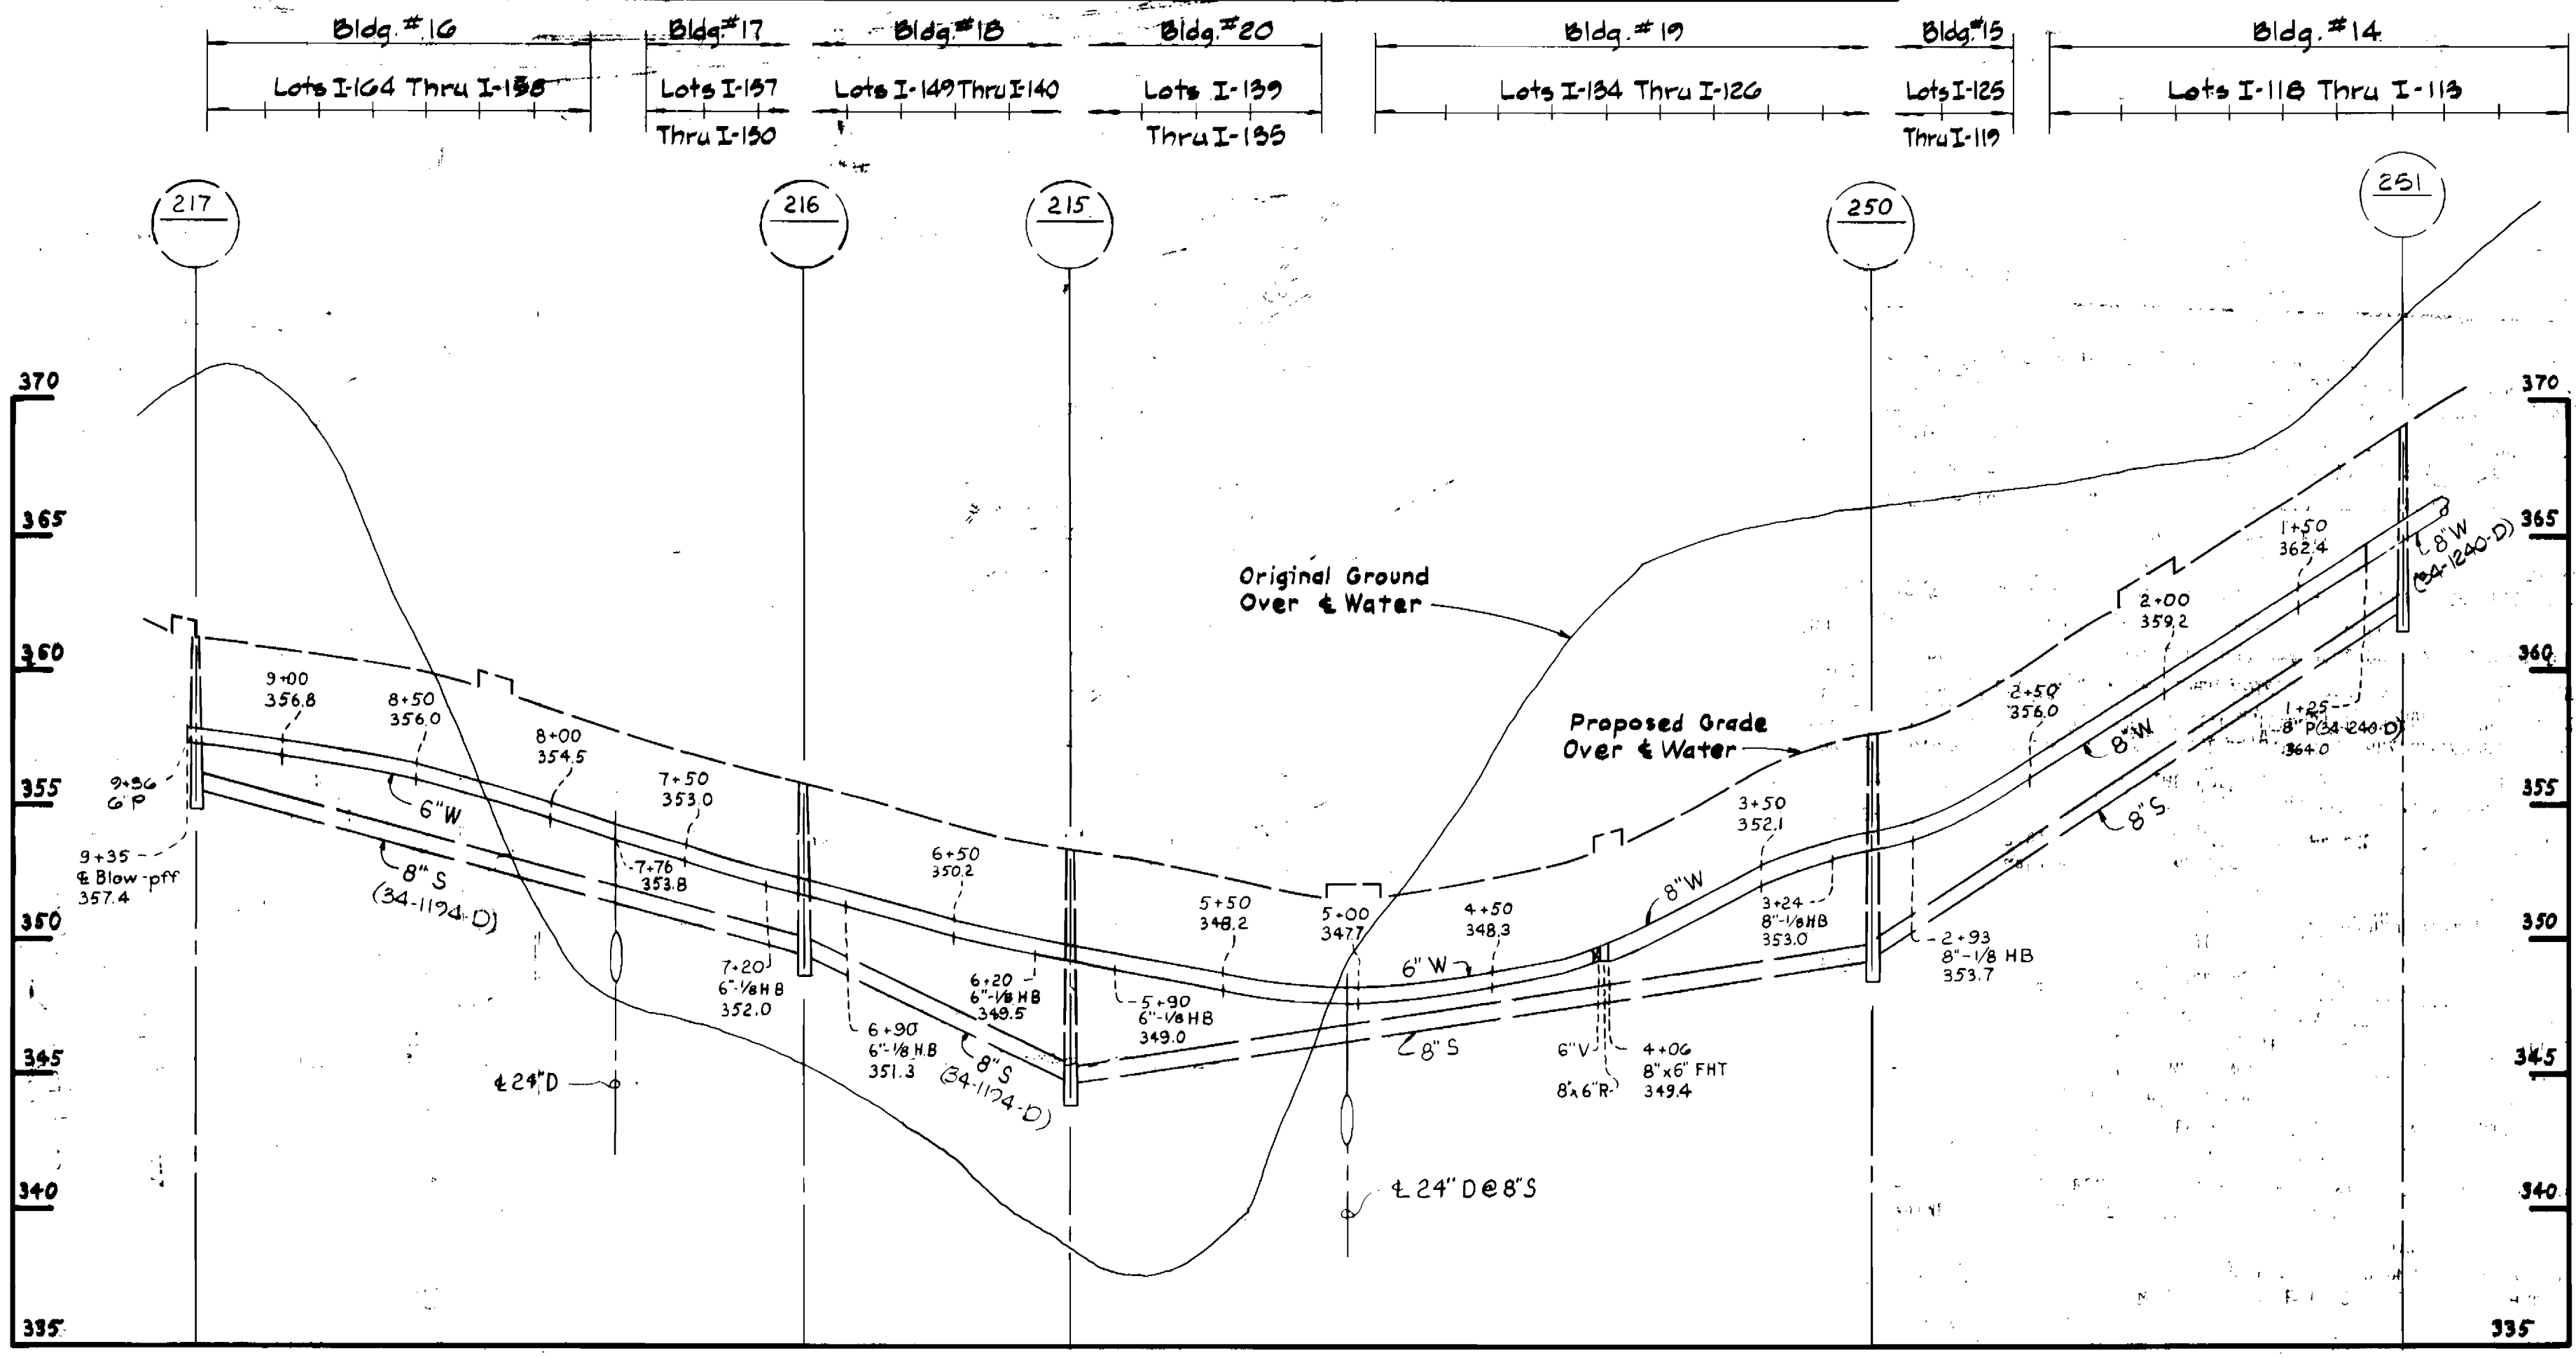 Bldg. #16
Bldg. #17
Bldg. #18
Bldg. #20
Bldg. #19
Bldg. #15
Bldg. #14
Lots I-164 Thru I-158
Lots I-157
Thru I-150
Lots I-149 Thru I-140
Lots I-139
Thru I-135
Lots I-134 Thru I-126
Lots I-125
Thru I-119
Lots I-118 Thru I-113
217
216
215
250
251
370
365
360
355
350
345
340
335
370
365
360
355
350
345
340
335
Original Ground
Over ℄ Water
Proposed Grade
Over ℄ Water
9+36
6" P
9+35
℄ Blow-off
357.4
9+00
356.8
8+50
356.0
8+00
354.5
7+50
353.0
6"W
8" S
(34-1194-D)
7+76
353.8
℄ 24"D
7+20
6"-1/8 HB
352.0
6+90
6"-1/8 H.B
351.3
6+50
350.2
6+20
6"-1/8 HB
349.5
8" S
(34-1194-D)
5+90
6"-1/8 HB
349.0
5+50
348.2
5+00
347.7
4+50
348.3
6" W
8" S
℄ 24" D @ 8"S
6" V
8"x6"R
4+06
8"x6" FHT
349.4
8"W
3+50
352.1
3+24
8"-1/8 HB
353.0
2+93
8"-1/8 HB
353.7
2+50
356.0
8"W
8"S
2+00
359.2
1+50
362.4
1+25
8" P(34-1240-D)
364.0
8"W
(34-1240-D)